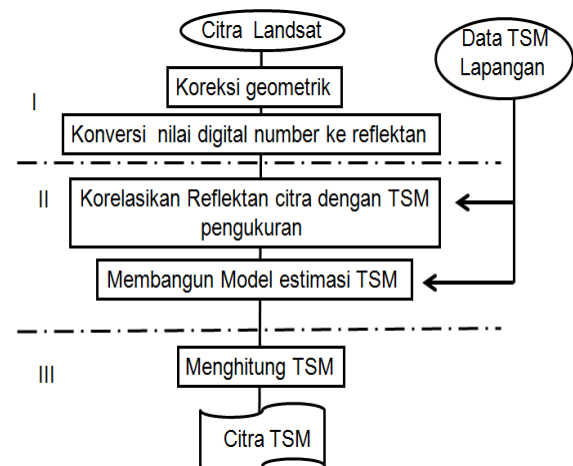 Citra Landsat
Data TSM
Lapangan
Koreksi geometrik
I
Konversi nilai digital number ke reflektan
II
Korelasikan Reflektan citra dengan TSM
pengukuran
Membangun Model estimasi TSM
III
Menghitung TSM
Citra TSM